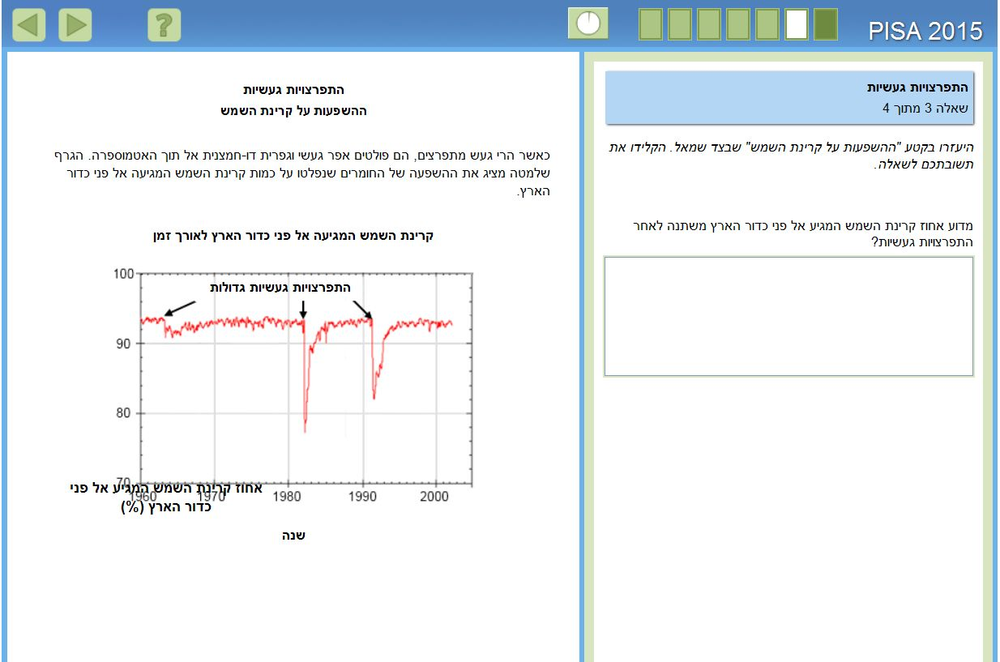 PISA 2015
התפרצויות געשיות
שאלה 3 מתוך 4
היעזרו בקטע "ההשפעות על קרינת השמש" שבצד שמאל. הקלידו את
תשובתכם לשאלה.
מדוע אחוז קרינת השמש המגיע אל פני כדור הארץ משתנה לאחר
התפרצויות געשיות?
התפרצויות געשיות
ההשפעות על קרינת השמש
כאשר הרי געש מתפרצים, הם פולטים אפר געשי וגפרית דו-חמצנית אל תוך האטמוספרה. הגרף
שלמטה מציג את ההשפעה של החומרים שנפלטו על כמות קרינת השמש המגיעה אל פני כדור
הארץ.
קרינת השמש המגיעה אל פני כדור הארץ לאורך זמן
100
התפרצויות געשיות גדולות
90
80
70
אחוז קרינת השמש המגיע אל פני
כדור הארץ (%)
1960 1970 1980 1990 2000
שנה
?